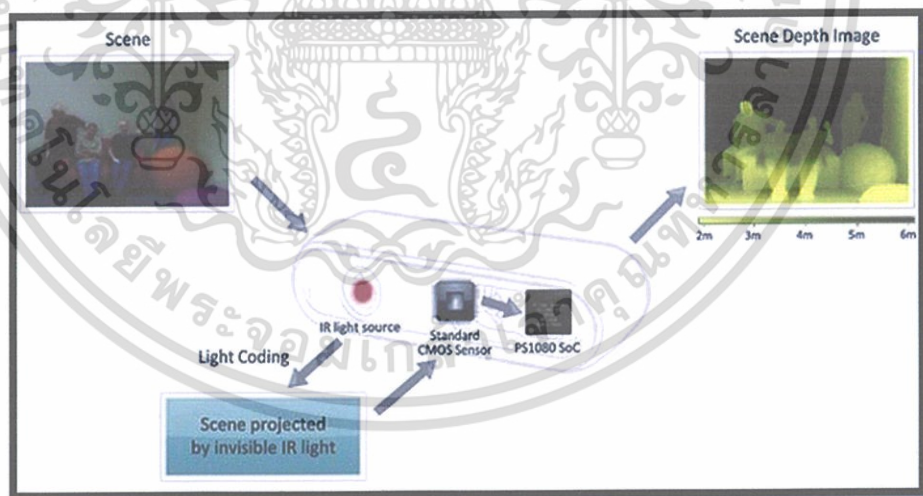 Scene
Scene Depth Image
2m 3m 4m 5m 6m
IR light source
Standard
CMOS Sensor
PS1080 SoC
Light Coding
Scene projected
by invisible IR light